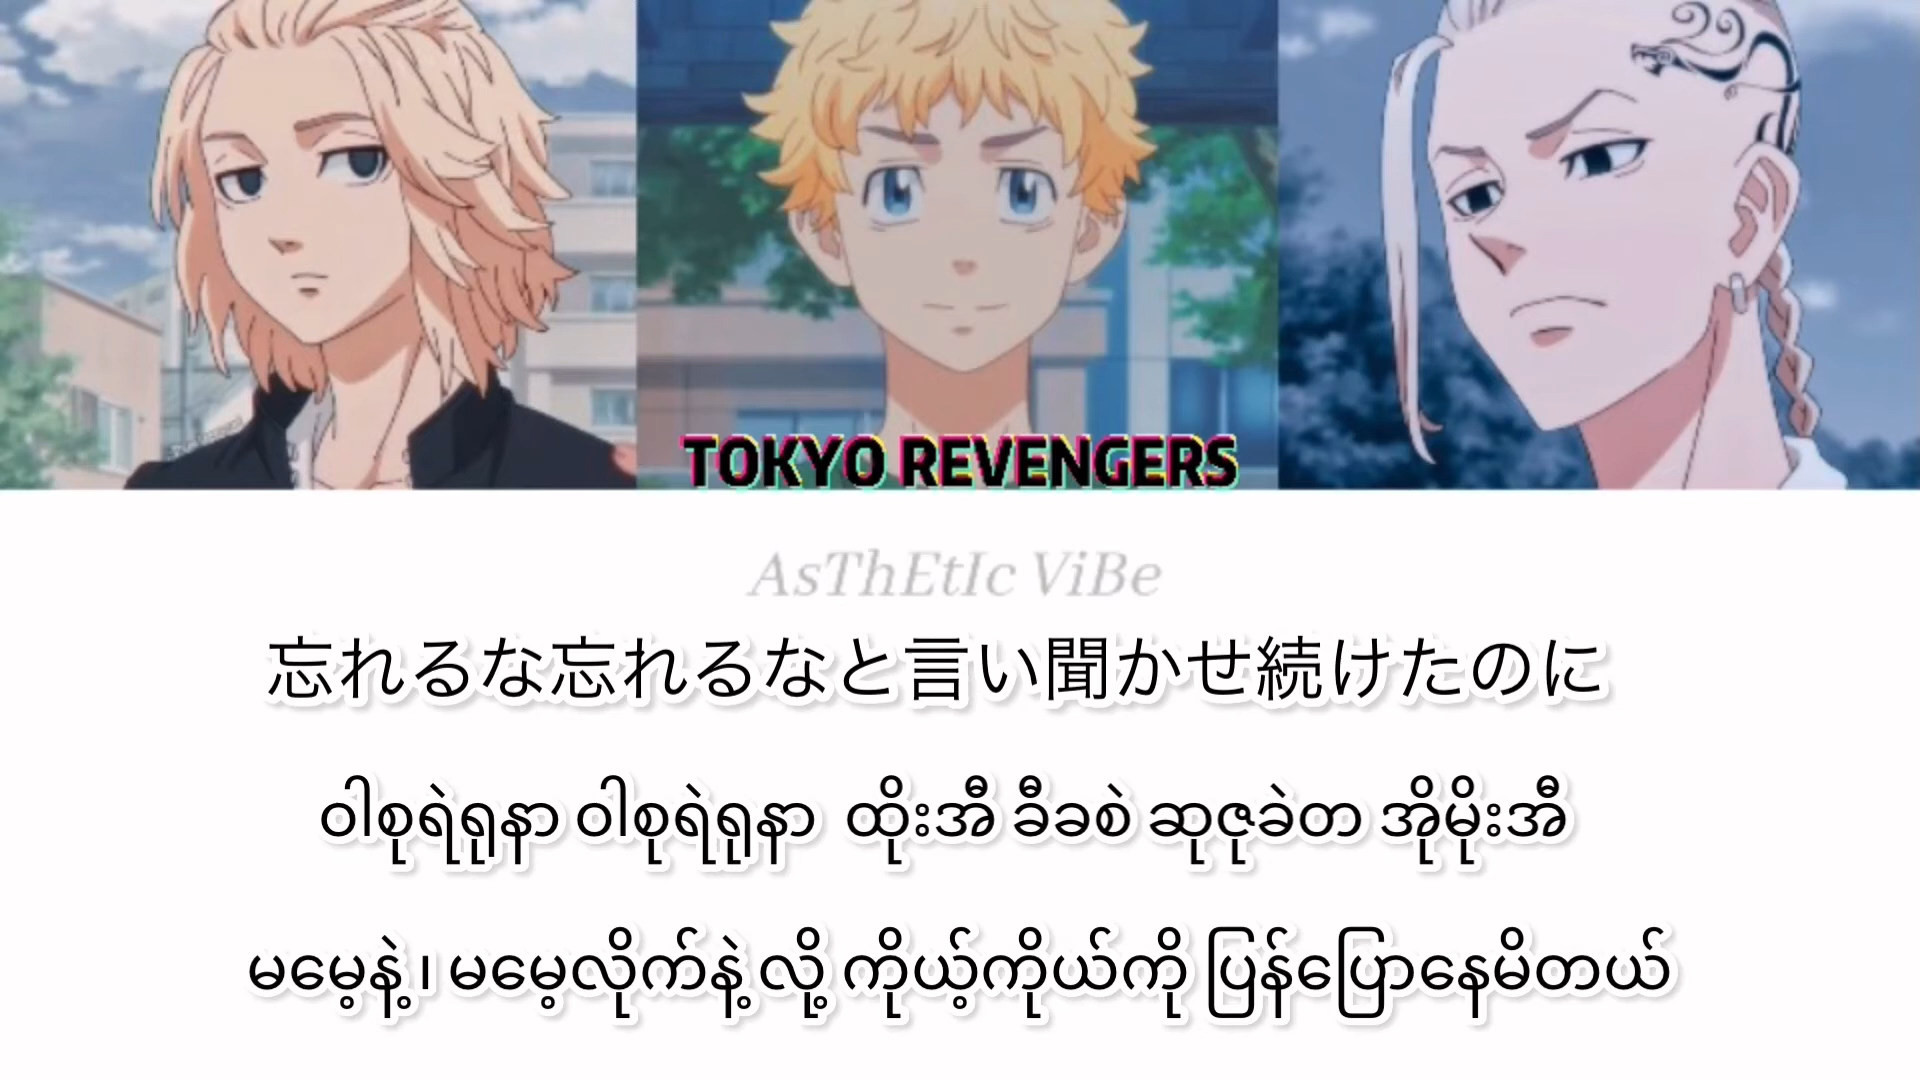 TOKYO REVENGERS
AsThEtIc ViBe
忘れるな忘れるなと言い聞かせ続けたのに
ဝါစုရဲရုနာ ဝါစုရဲရုနာ ထိုးအီ ခီခစဲ ဆုဇုခဲတ အိုမိုးအီ
မမေ့နဲ့၊ မမေ့လိုက်နဲ့လို့ ကိုယ့်ကိုယ်ကို ပြန်ပြောနေမိတယ်